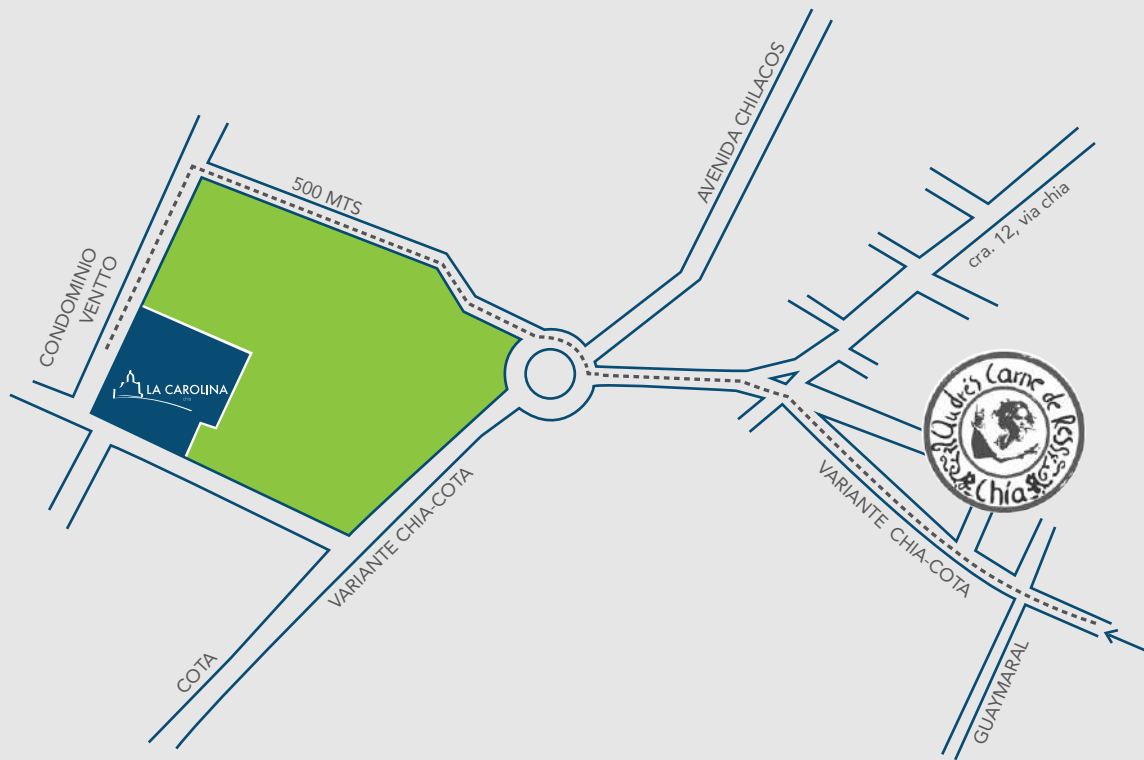 AVENIDA CHILACOS
500 MTS
cra. 12, via chia
CONDOMINIO
VENTTO
LA CAROLINA
chía
Andrés Carne de Res
Chía
VARIANTE CHIA-COTA
VARIANTE CHIA-COTA
COTA
GUAYMARAL